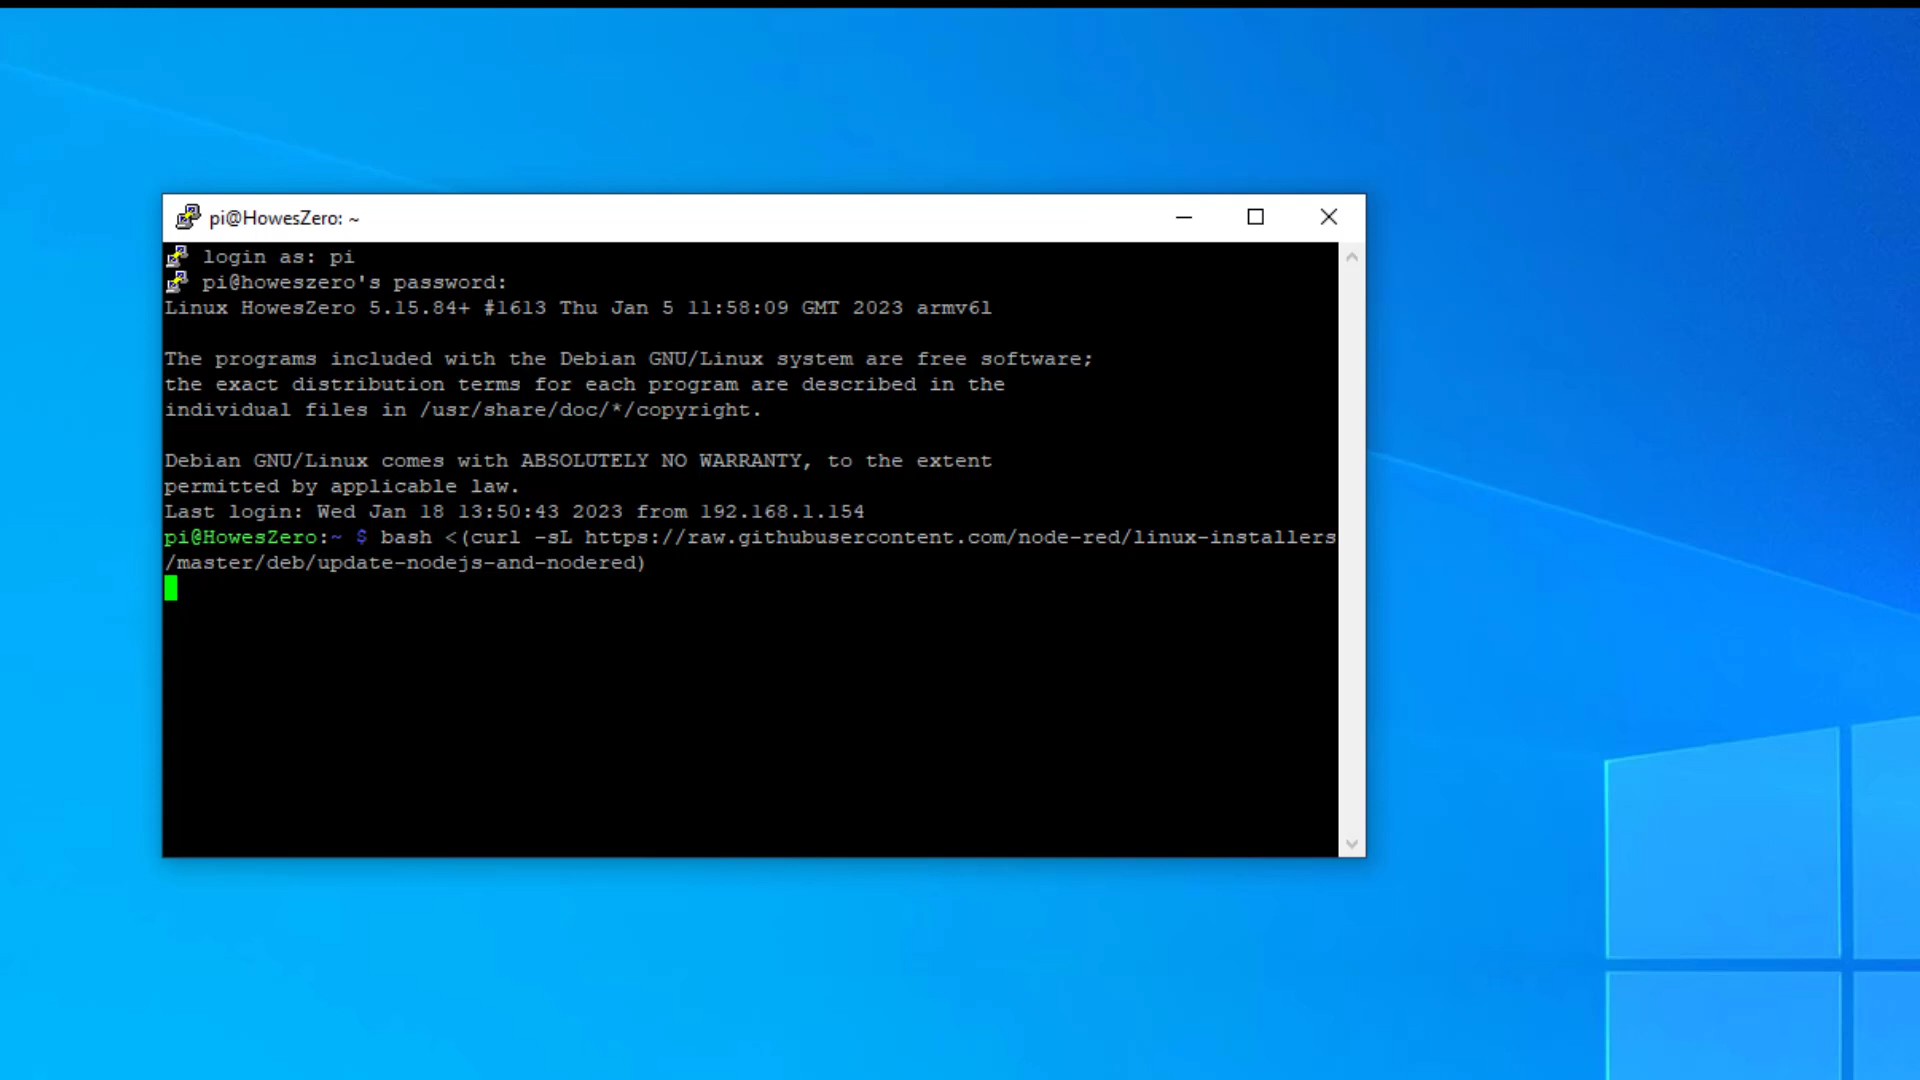 pi@HowesZero: ~
login as: pi
pi@howeszero's password:
Linux HowesZero 5.15.84+ #1613 Thu Jan 5 11:58:09 GMT 2023 armv6l
The programs included with the Debian GNU/Linux system are free software;
the exact distribution terms for each program are described in the
individual files in /usr/share/doc/*/copyright.
Debian GNU/Linux comes with ABSOLUTELY NO WARRANTY, to the extent
permitted by applicable law.
Last login: Wed Jan 18 13:50:43 2023 from 192.168.1.154
pi@HowesZero:~ $ bash <(curl -sL https://raw.githubusercontent.com/node-red/linux-installers
/master/deb/update-nodejs-and-nodered)